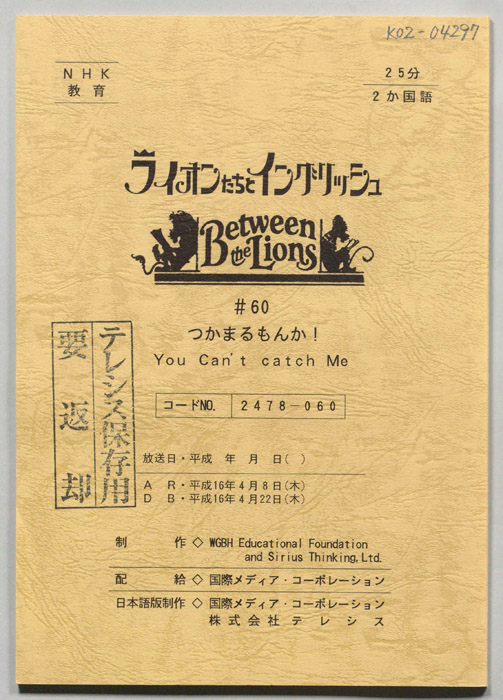 K02-04297
NHK
教育
25分
2か国語
ライオンたちとイングリッシュ
Between
the Lions
#60
つかまるもんか!
You Can't catch Me
コードNO. 2478-060
テレシス保存用
要返却
放送日・平成 年 月 日( )
A R・平成16年4月8日(木)
D B・平成16年4月22日(木)
制作◇WGBH Educational Foundation
and Sirius Thinking, Ltd.
配給◇国際メディア・コーポレーション
日本語版制作◇国際メディア・コーポレーション
株式会社テレシス